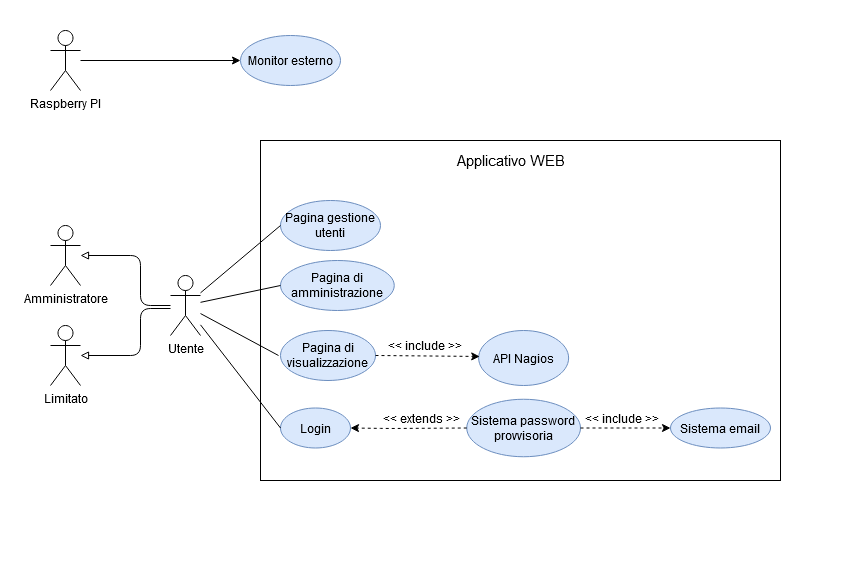 Monitor esterno
Raspberry PI
Applicativo WEB
Pagina gestione
utenti
Pagina di
amministrazione
Amministratore
Utente
Pagina di
visualizzazione
<< include >>
API Nagios
Limitato
Login
<< extends >>
Sistema password
provvisoria
<< include >>
Sistema email